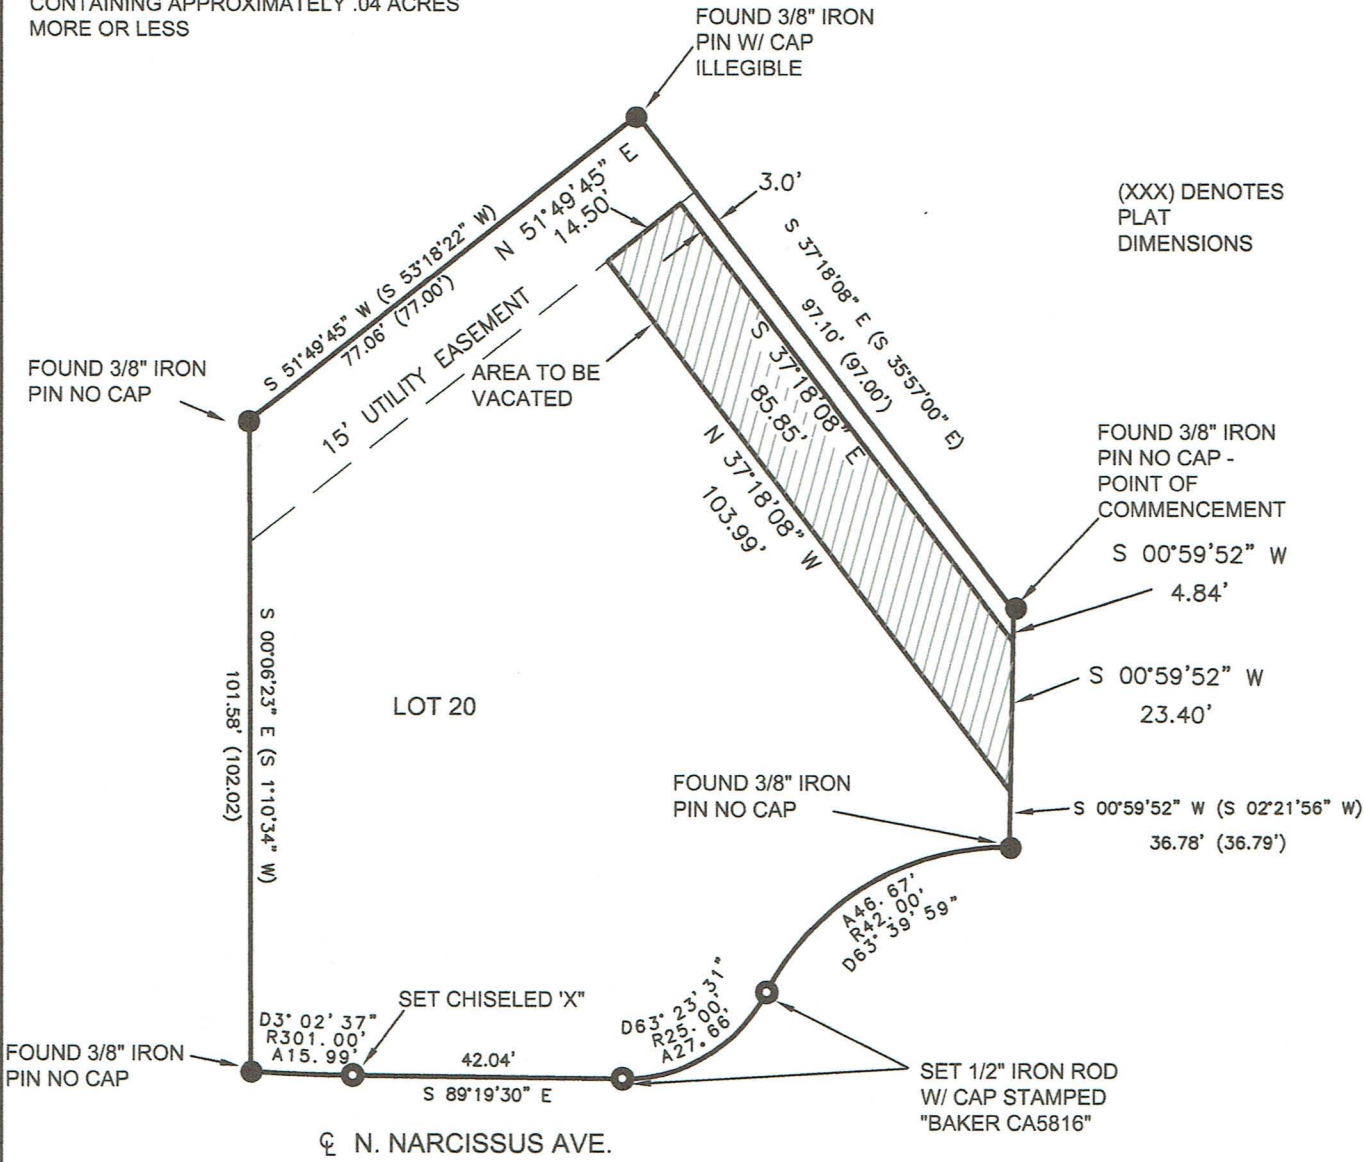 CONTAINING APPROXIMATELY .04 ACRES
MORE OR LESS
FOUND 3/8" IRON
PIN W/ CAP
ILLEGIBLE
3.0'
(XXX) DENOTES
PLAT
DIMENSIONS
S 51°49'45" W (S 53°18'22" W)
77.06' (77.00')
N 51°49'45" E
14.50'
S 37°18'08" E (S 35°57'00" E)
97.10' (97.00')
15' UTILITY EASEMENT
AREA TO BE
VACATED
S 37°18'08" E
85.85'
N 37°18'08" W
103.99'
FOUND 3/8" IRON
PIN NO CAP
FOUND 3/8" IRON
PIN NO CAP -
POINT OF
COMMENCEMENT
S 00°59'52" W
4.84'
S 00°59'52" W
23.40'
S 00°06'23" E (S 1°10'34" W)
101.58' (102.02)
LOT 20
FOUND 3/8" IRON
PIN NO CAP
S 00°59'52" W (S 02°21'56" W)
36.78' (36.79')
A46.67'
R42.00'
D63°39'59"
D63°23'31"
R25.00'
A27.66'
SET CHISELED 'X"
D3°02'37"
R301.00'
A15.99'
FOUND 3/8" IRON
PIN NO CAP
42.04'
S 89°19'30" E
SET 1/2" IRON ROD
W/ CAP STAMPED
"BAKER CA5816"
℄ N. NARCISSUS AVE.